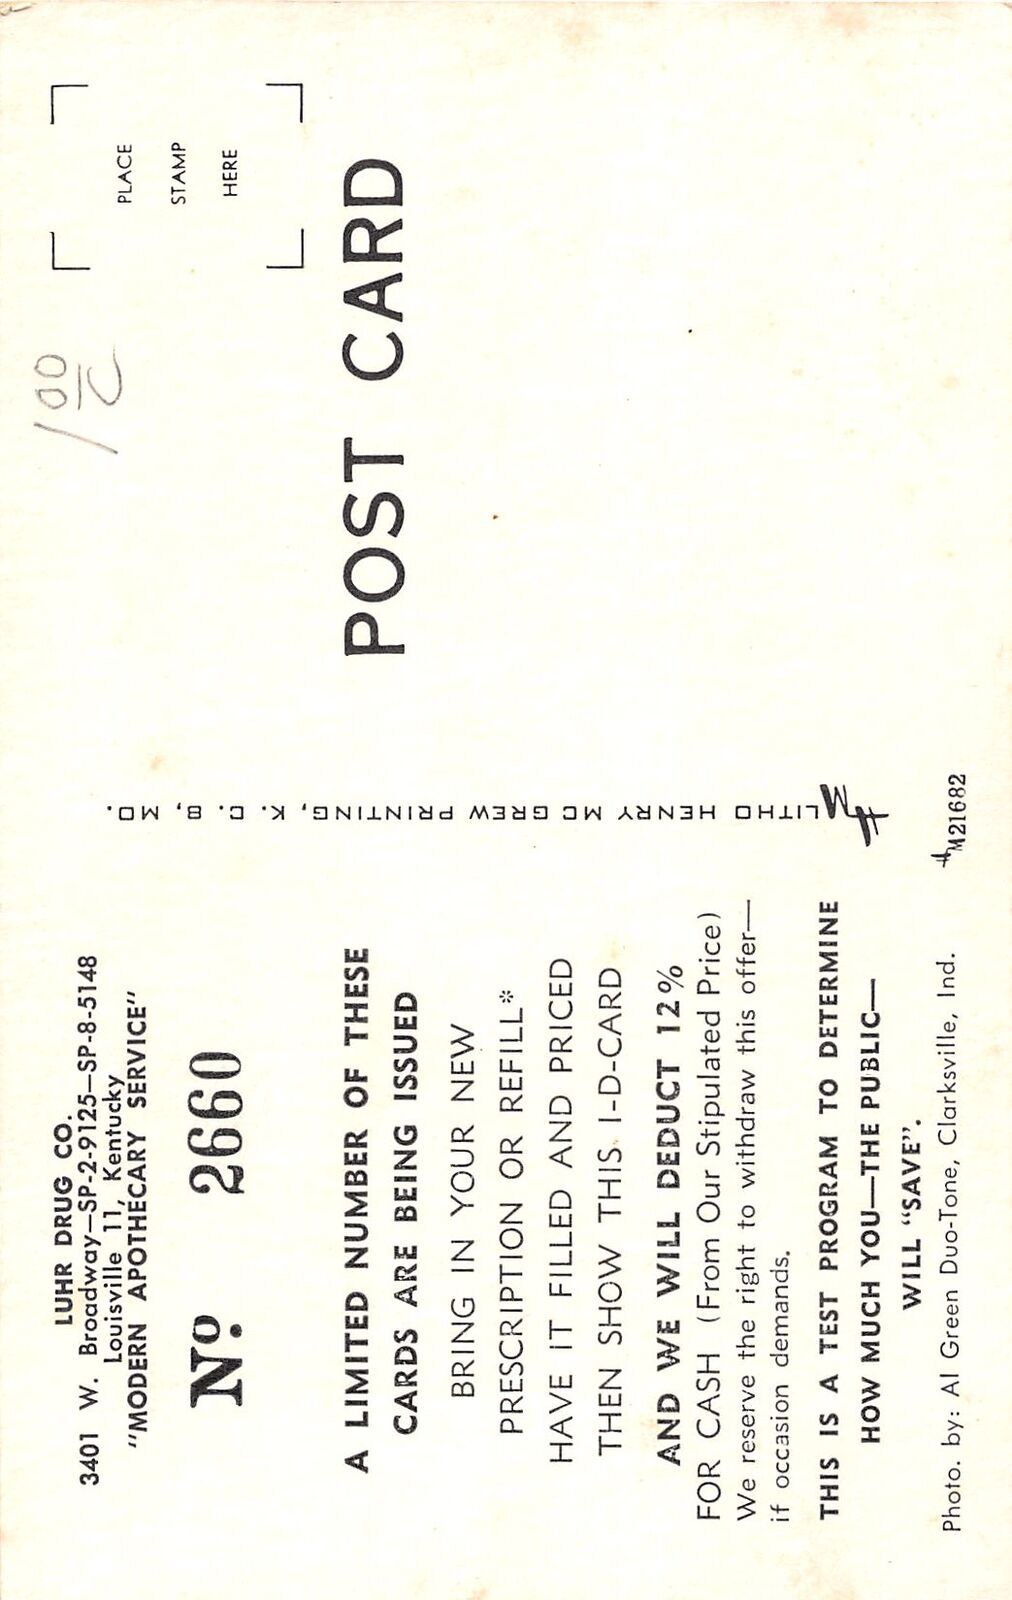 LUHR DRUG CO.
3401 W. Broadway—SP-2-9125—SP-8-5148
Louisville 11, Kentucky
"MODERN APOTHECARY SERVICE"
Nº. 2660
A LIMITED NUMBER OF THESE
CARDS ARE BEING ISSUED
BRING IN YOUR NEW
PRESCRIPTION OR REFILL*
HAVE IT FILLED AND PRICED
THEN SHOW THIS I-D-CARD
AND WE WILL DEDUCT 12%
FOR CASH (From Our Stipulated Price)
We reserve the right to withdraw this offer—
if occasion demands.
THIS IS A TEST PROGRAM TO DETERMINE
HOW MUCH YOU—THE PUBLIC—
WILL "SAVE".
Photo. by: Al Green Duo-Tone, Clarksville, Ind.
#M21682
LITHO HENRY MC GREW PRINTING, K. C. 8, MO.
POST CARD
PLACE
STAMP
HERE
1 00